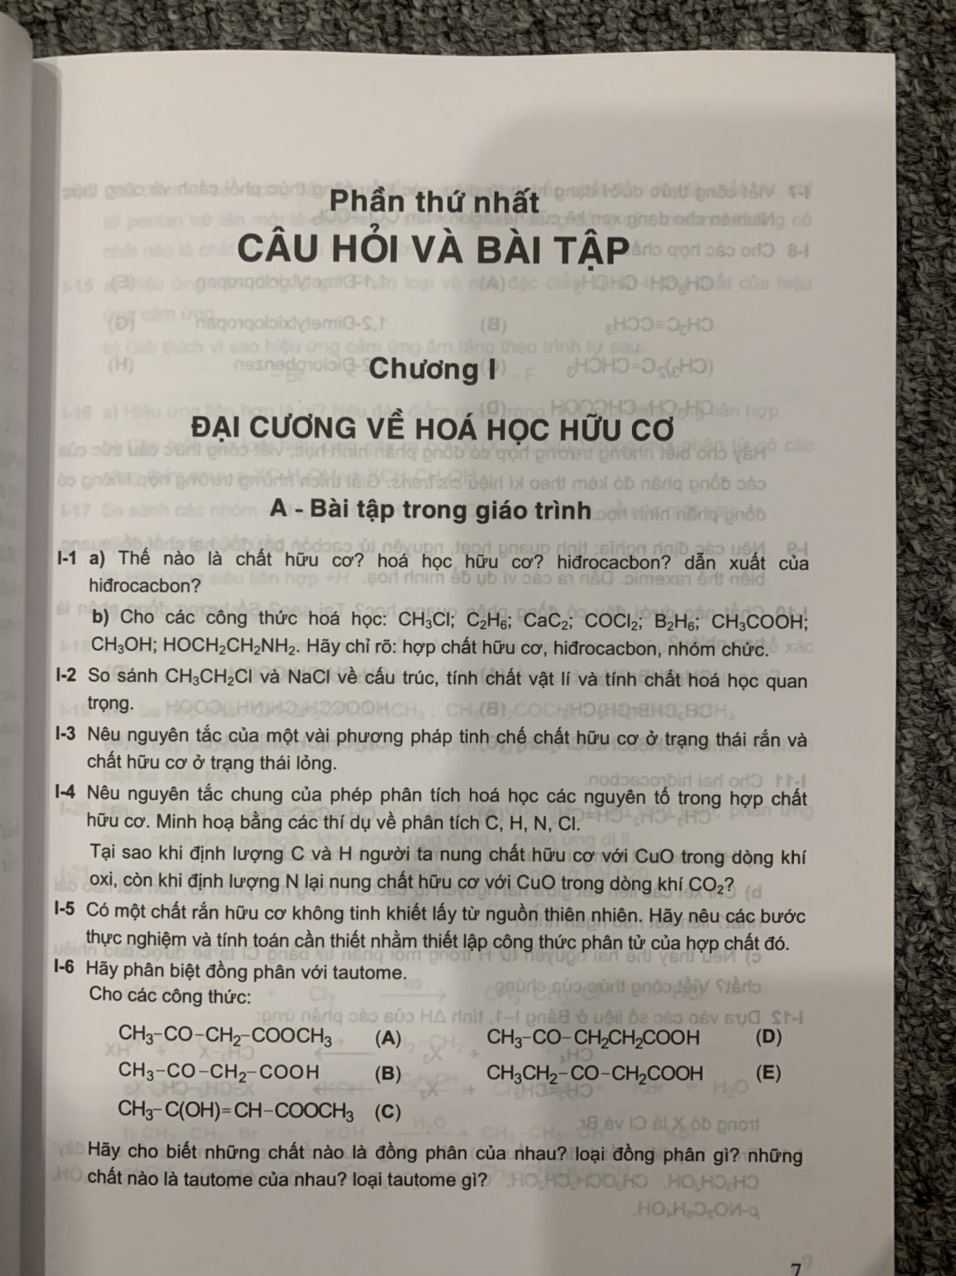 Phần thứ nhất
CÂU HỎI VÀ BÀI TẬP
Chương I
ĐẠI CƯƠNG VỀ HOÁ HỌC HỮU CƠ
A - Bài tập trong giáo trình
I-1 a) Thế nào là chất hữu cơ? hoá học hữu cơ? hiđrocacbon? dẫn xuất của
hiđrocacbon?
b) Cho các công thức hoá học: CH₃Cl; C₂H₆; CaC₂; COCl₂; B₂H₆; CH₃COOH;
CH₃OH; HOCH₂CH₂NH₂. Hãy chỉ rõ: hợp chất hữu cơ, hiđrocacbon, nhóm chức.
I-2 So sánh CH₃CH₂Cl và NaCl về cấu trúc, tính chất vật lí và tính chất hoá học quan
trọng.
I-3 Nêu nguyên tắc của một vài phương pháp tinh chế chất hữu cơ ở trạng thái rắn và
chất hữu cơ ở trạng thái lỏng.
I-4 Nêu nguyên tắc chung của phép phân tích hoá học các nguyên tố trong hợp chất
hữu cơ. Minh hoạ bằng các thí dụ về phân tích C, H, N, Cl.
Tại sao khi định lượng C và H người ta nung chất hữu cơ với CuO trong dòng khí
oxi, còn khi định lượng N lại nung chất hữu cơ với CuO trong dòng khí CO₂?
I-5 Có một chất rắn hữu cơ không tinh khiết lấy từ nguồn thiên nhiên. Hãy nêu các bước
thực nghiệm và tính toán cần thiết nhằm thiết lập công thức phân tử của hợp chất đó.
I-6 Hãy phân biệt đồng phân với tautome.
Cho các công thức:
CH₃-CO-CH₂-COOCH₃ (A) CH₃-CO-CH₂CH₂COOH (D)
CH₃-CO-CH₂-COOH (B) CH₃CH₂-CO-CH₂COOH (E)
CH₃-C(OH)=CH-COOCH₃ (C)
Hãy cho biết những chất nào là đồng phân của nhau? loại đồng phân gì? những
chất nào là tautome của nhau? loại tautome gì?
7